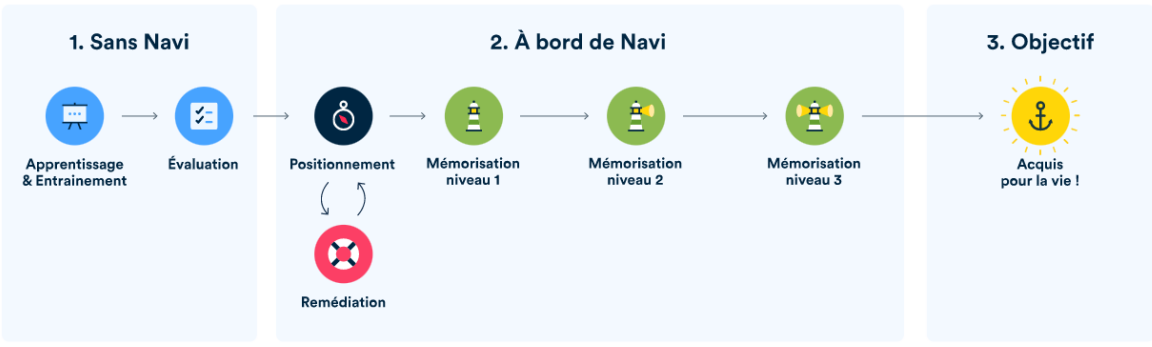 1. Sans Navi
2. À bord de Navi
3. Objectif
Apprentissage
& Entrainement
Évaluation
Positionnement
Mémorisation
niveau 1
Mémorisation
niveau 2
Mémorisation
niveau 3
Acquis
pour la vie !
Remédiation